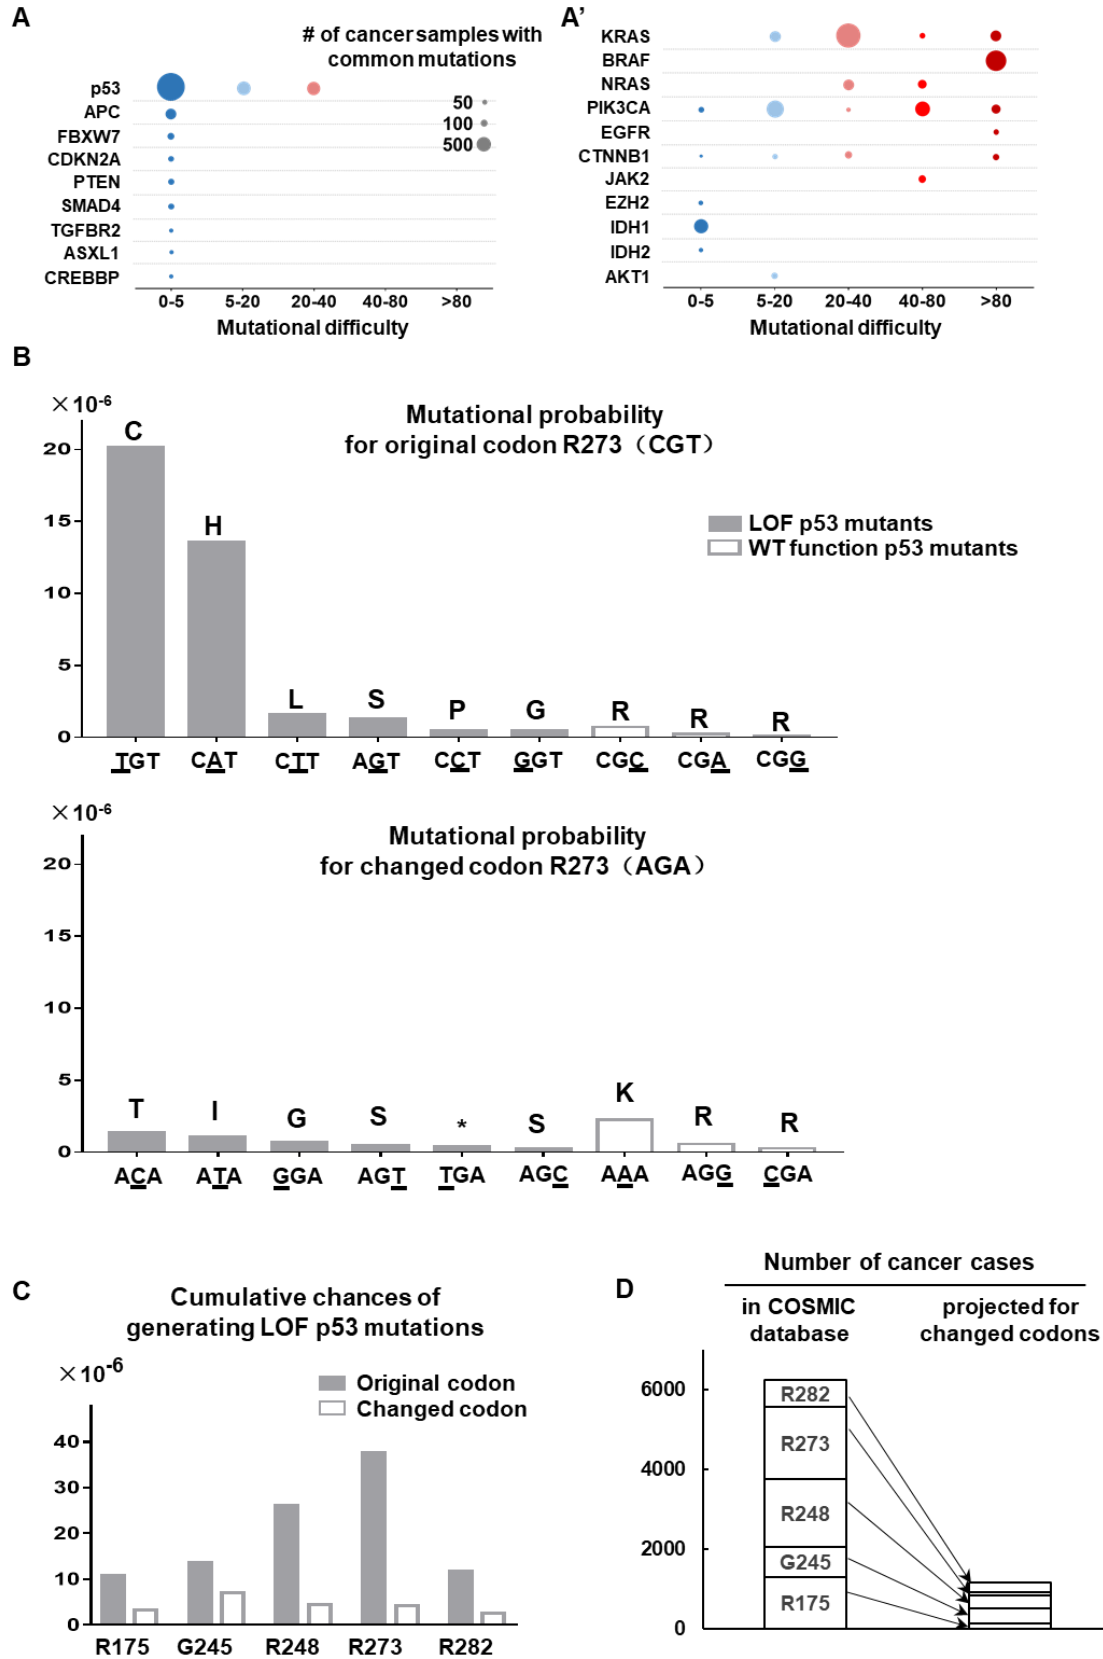 A
# of cancer samples with
common mutations
p53
APC
FBXW7
CDKN2A
PTEN
SMAD4
TGFBR2
ASXL1
CREBBP
50
100
500
0-5 5-20 20-40 40-80 >80
Mutational difficulty
A'
KRAS
BRAF
NRAS
PIK3CA
EGFR
CTNNB1
JAK2
EZH2
IDH1
IDH2
AKT1
0-5 5-20 20-40 40-80 >80
Mutational difficulty
B
×10-6
Mutational probability
for original codon R273（CGT）
LOF p53 mutants
WT function p53 mutants
20
15
10
5
0
C H L S P G R R R
TGT CAT CTT AGT CCT GGT CGC CGA CGG
×10-6
Mutational probability
for changed codon R273（AGA）
20
15
10
5
0
T I G S * S K R R
ACA ATA GGA AGT TGA AGC AAA AGG CGA
C
Cumulative chances of
generating LOF p53 mutations
×10-6
Original codon
Changed codon
40
30
20
10
0
R175 G245 R248 R273 R282
D
Number of cancer cases
in COSMIC
database
projected for
changed codons
6000
4000
2000
0
R282
R273
R248
G245
R175